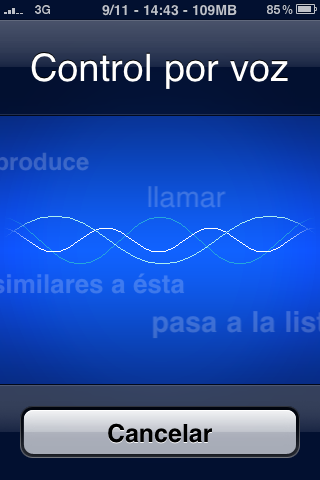 3G 9/11 - 14:43 - 109MB 85%
Control por voz
produce
llamar
similares a ésta
pasa a la list
Cancelar